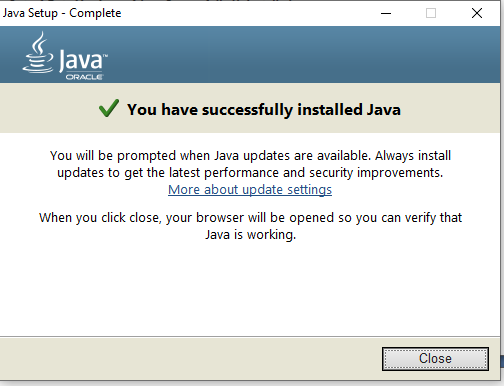 Java Setup - Complete
Java™
ORACLE
You have successfully installed Java
You will be prompted when Java updates are available. Always install
updates to get the latest performance and security improvements.
More about update settings
When you click close, your browser will be opened so you can verify that
Java is working.
Close